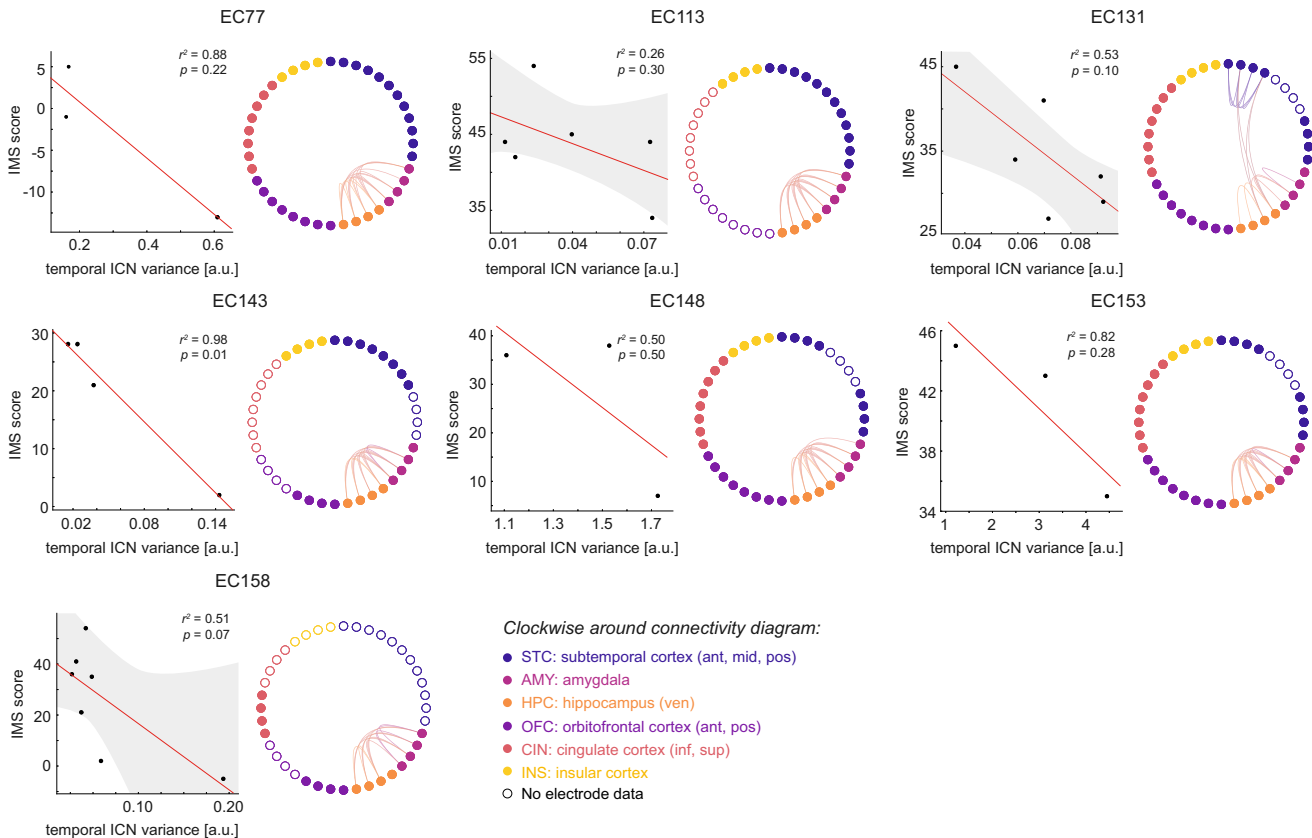 EC77
r² = 0.88
p = 0.22
IMS score
5
0
-5
-10
0.2
0.4
0.6
temporal ICN variance [a.u.]
EC113
r² = 0.26
p = 0.30
IMS score
55
45
35
0.01
0.04
0.07
temporal ICN variance [a.u.]
EC131
r² = 0.53
p = 0.10
IMS score
45
35
25
0.04
0.06
0.08
temporal ICN variance [a.u.]
EC143
r² = 0.98
p = 0.01
IMS score
30
20
10
0
0.02
0.08
0.14
temporal ICN variance [a.u.]
EC148
r² = 0.50
p = 0.50
IMS score
40
30
20
10
1.1
1.3
1.5
1.7
temporal ICN variance [a.u.]
EC153
r² = 0.82
p = 0.28
IMS score
46
42
38
34
1
2
3
4
temporal ICN variance [a.u.]
EC158
r² = 0.51
p = 0.07
IMS score
40
20
0
0.10
0.20
temporal ICN variance [a.u.]
Clockwise around connectivity diagram:
STC: subtemporal cortex (ant, mid, pos)
AMY: amygdala
HPC: hippocampus (ven)
OFC: orbitofrontal cortex (ant, pos)
CIN: cingulate cortex (inf, sup)
INS: insular cortex
No electrode data